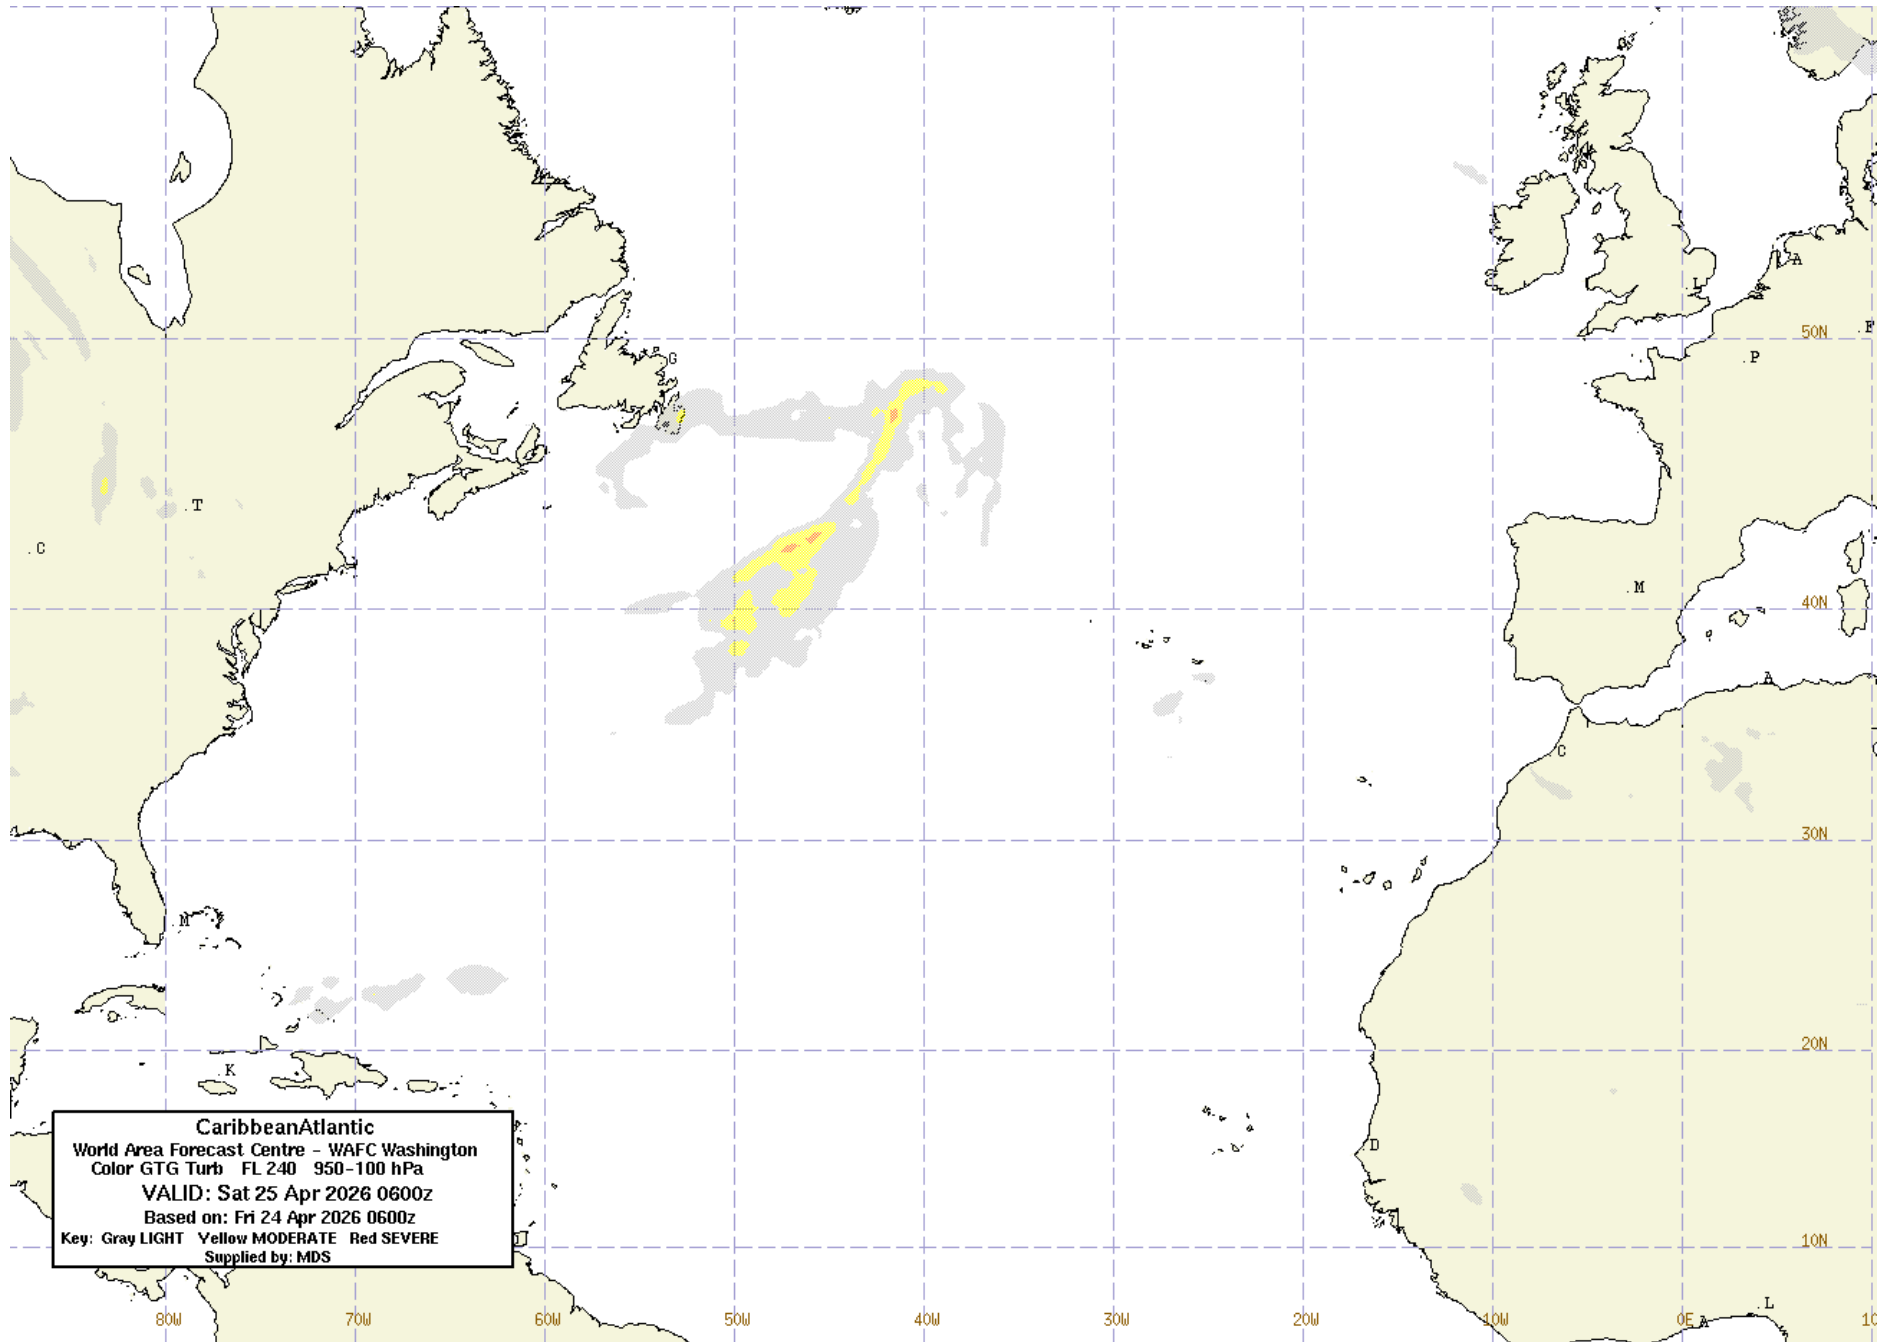 A
L
50N
F
P
G
T
C
M
40N
A
C
30N
M
20N
K
D
CaribbeanAtlantic
World Area Forecast Centre - WAFC Washington
Color GTG Turb FL 240 950-100 hPa
VALID: Sat 25 Apr 2026 0600z
Based on: Fri 24 Apr 2026 0600z
Key: Gray LIGHT Yellow MODERATE Red SEVERE
Supplied by: MDS
10N
L
A
80W 70W 60W 50W 40W 30W 20W 10W 0E